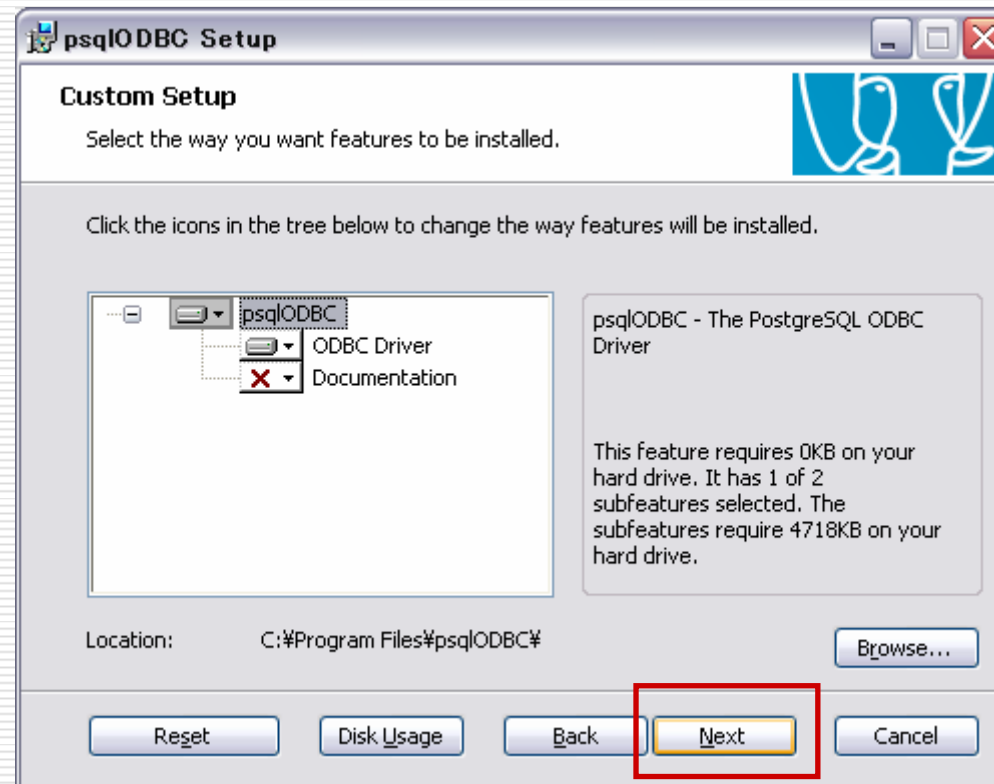 psqlODBC Setup
Custom Setup
Select the way you want features to be installed.
Click the icons in the tree below to change the way features will be installed.
psqlODBC
ODBC Driver
Documentation
psqlODBC - The PostgreSQL ODBC
Driver
This feature requires 0KB on your
hard drive. It has 1 of 2
subfeatures selected. The
subfeatures require 4718KB on your
hard drive.
Location: C:¥Program Files¥psqlODBC¥
Browse...
Reset Disk Usage Back Next Cancel